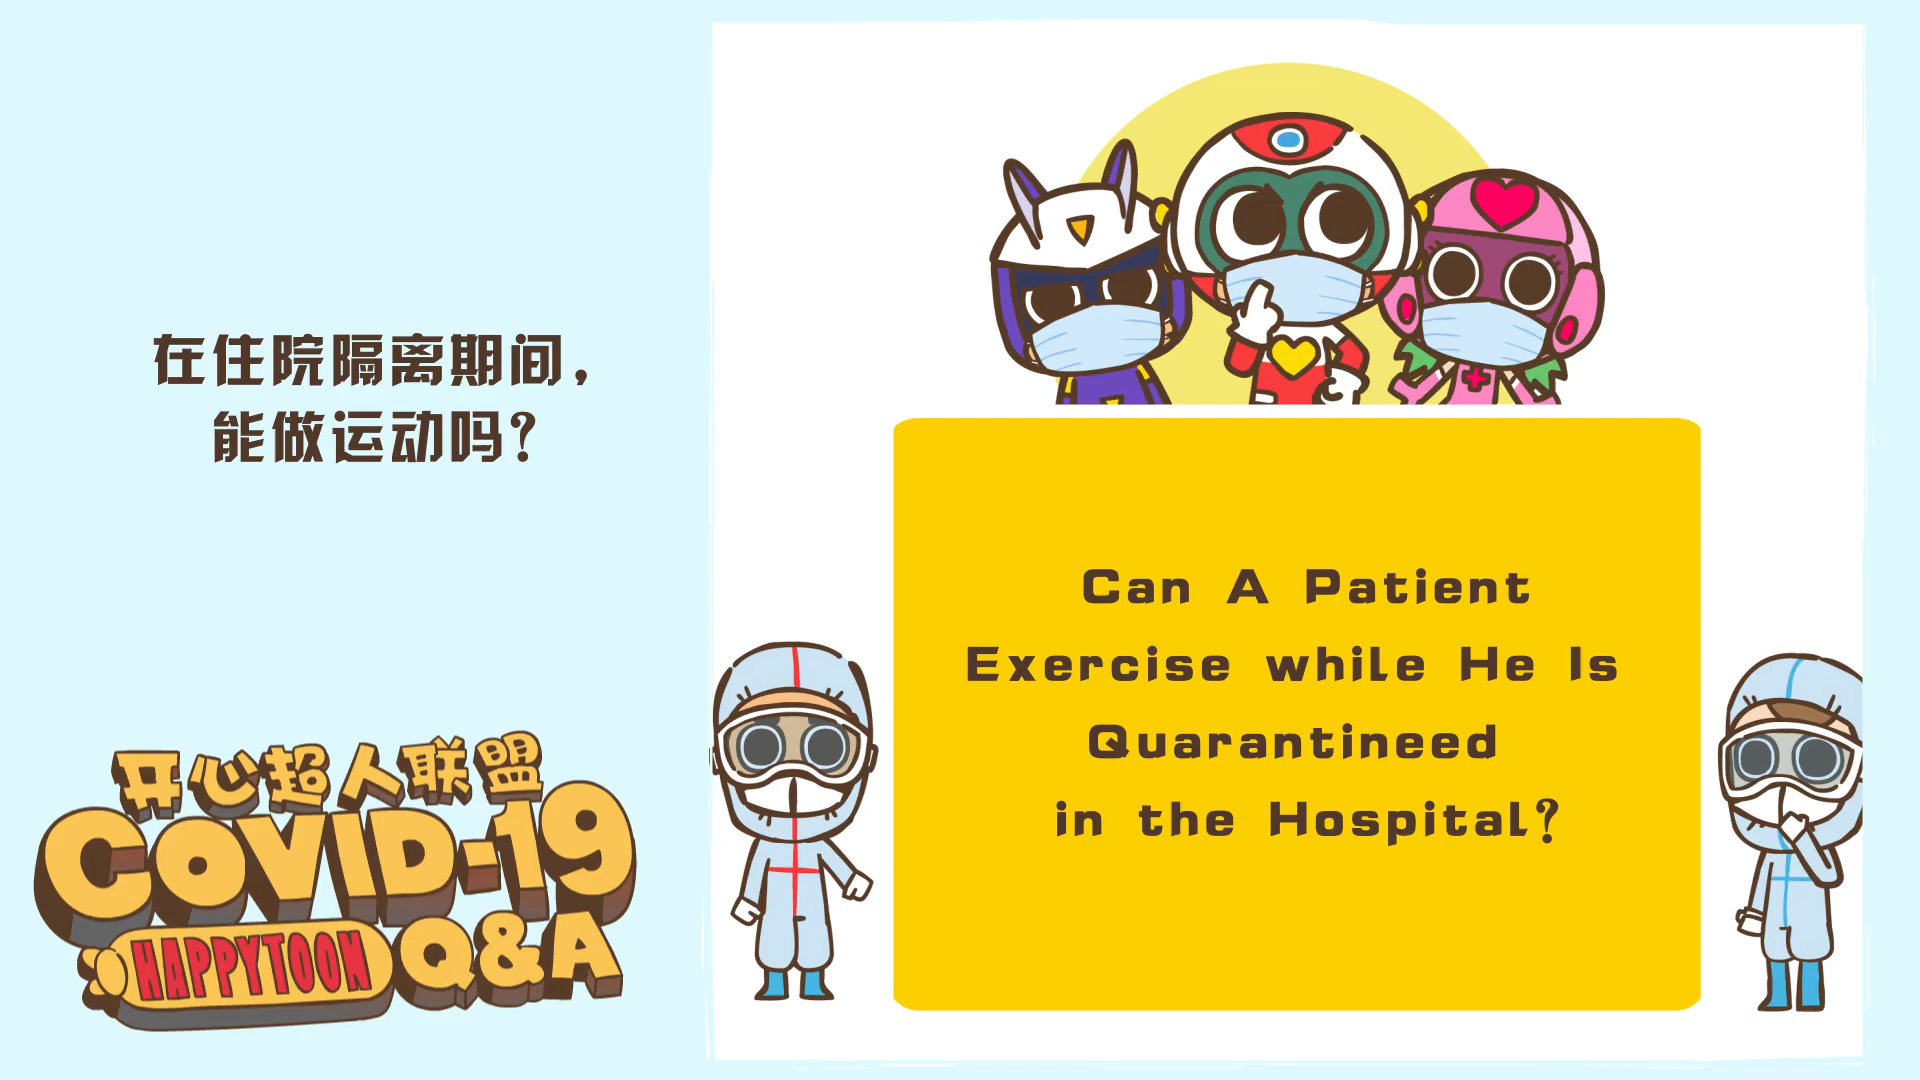 在住院隔离期间，
能做运动吗？
Can A Patient
Exercise while He Is
Quarantineed
in the Hospital?
开心超人联盟
COVID-19
HAPPYTOON Q&A